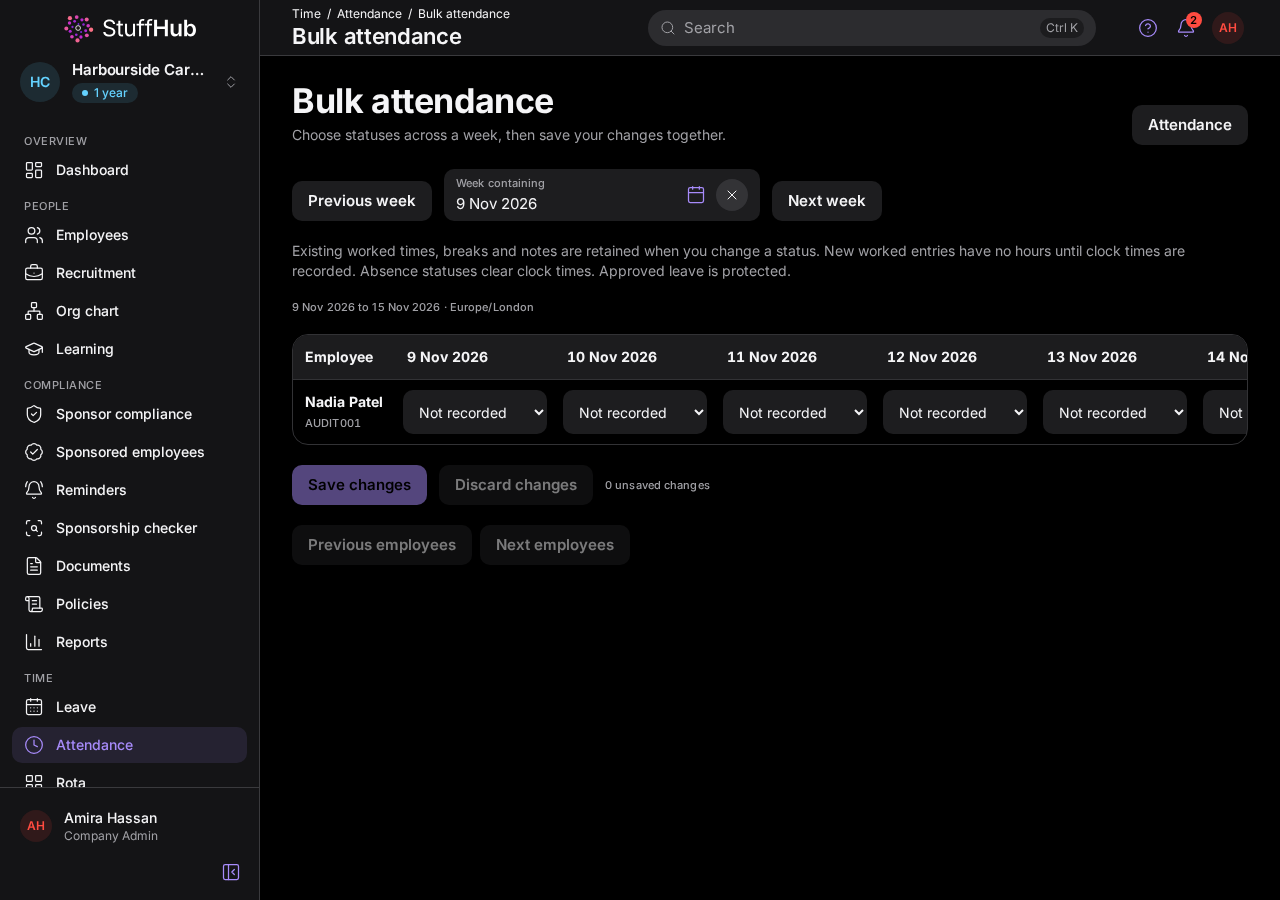 StuffHub
HC
Harbourside Car...
1 year
OVERVIEW
Dashboard
PEOPLE
Employees
Recruitment
Org chart
Learning
COMPLIANCE
Sponsor compliance
Sponsored employees
Reminders
Sponsorship checker
Documents
Policies
Reports
TIME
Leave
Attendance
Rota
AH
Amira Hassan
Company Admin
Time / Attendance / Bulk attendance
Bulk attendance
Search
Ctrl K
2
AH
Bulk attendance
Choose statuses across a week, then save your changes together.
Attendance
Previous week
Week containing
9 Nov 2026
Next week
Existing worked times, breaks and notes are retained when you change a status. New worked entries have no hours until clock times are
recorded. Absence statuses clear clock times. Approved leave is protected.
9 Nov 2026 to 15 Nov 2026 · Europe/London
Employee 9 Nov 2026 10 Nov 2026 11 Nov 2026 12 Nov 2026 13 Nov 2026 14 No
Nadia Patel
AUDIT001
Not recorded Not recorded Not recorded Not recorded Not recorded Not
Save changes Discard changes 0 unsaved changes
Previous employees Next employees